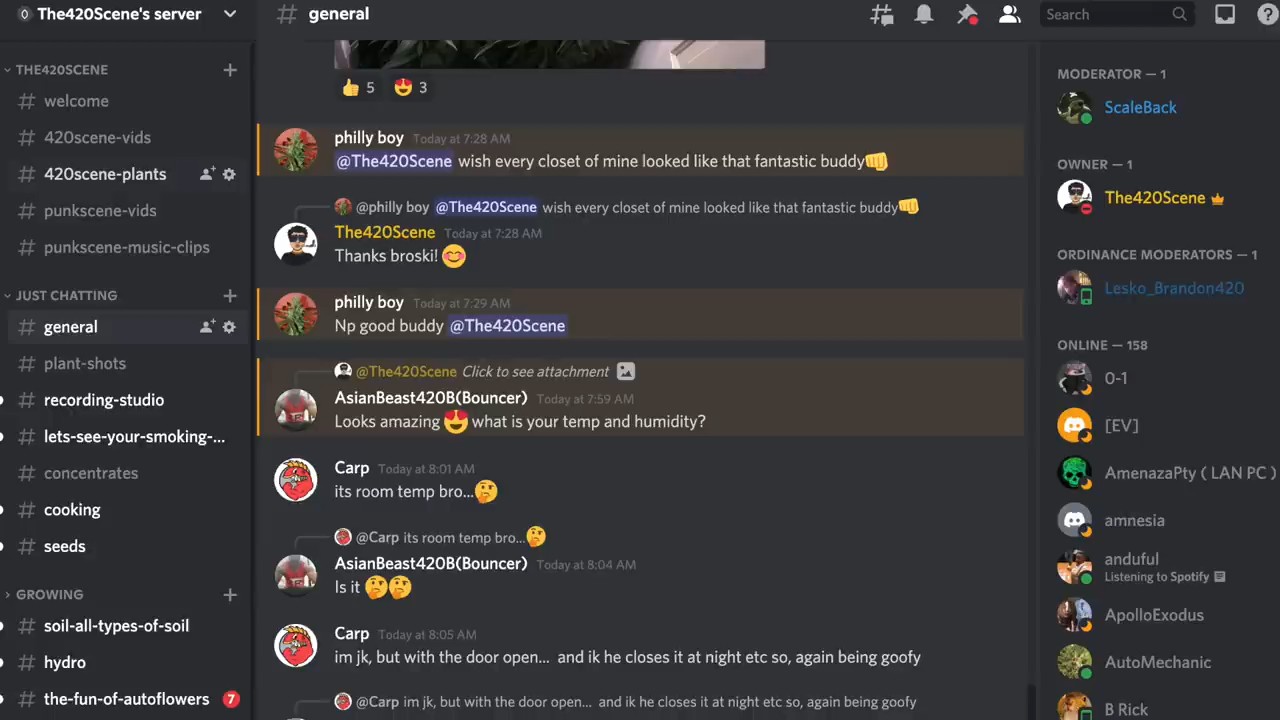 The420Scene's server
THE420SCENE
welcome
420scene-vids
420scene-plants
punkscene-vids
punkscene-music-clips
JUST CHATTING
general
plant-shots
recording-studio
lets-see-your-smoking-...
concentrates
cooking
seeds
GROWING
soil-all-types-of-soil
hydro
the-fun-of-autoflowers 7
# general
Search
👍 5 😍 3
philly boy Today at 7:28 AM
@The420Scene wish every closet of mine looked like that fantastic buddy👊
@philly boy @The420Scene wish every closet of mine looked like that fantastic buddy👊
The420Scene Today at 7:28 AM
Thanks broski! 😊
philly boy Today at 7:29 AM
Np good buddy @The420Scene
@The420Scene Click to see attachment
AsianBeast420B(Bouncer) Today at 7:59 AM
Looks amazing 😍 what is your temp and humidity?
Carp Today at 8:01 AM
its room temp bro...🤔
@Carp its room temp bro...🤔
AsianBeast420B(Bouncer) Today at 8:04 AM
Is it 🤔🤔
Carp Today at 8:05 AM
im jk, but with the door open... and ik he closes it at night etc so, again being goofy
@Carp im jk, but with the door open... and ik he closes it at night etc so, again being goofy
MODERATOR — 1
ScaleBack
OWNER — 1
The420Scene
ORDINANCE MODERATORS — 1
Lesko_Brandon420
ONLINE — 158
0-1
[EV]
AmenazaPty ( LAN PC )
amnesia
anduful
Listening to Spotify
ApolloExodus
AutoMechanic
B Rick